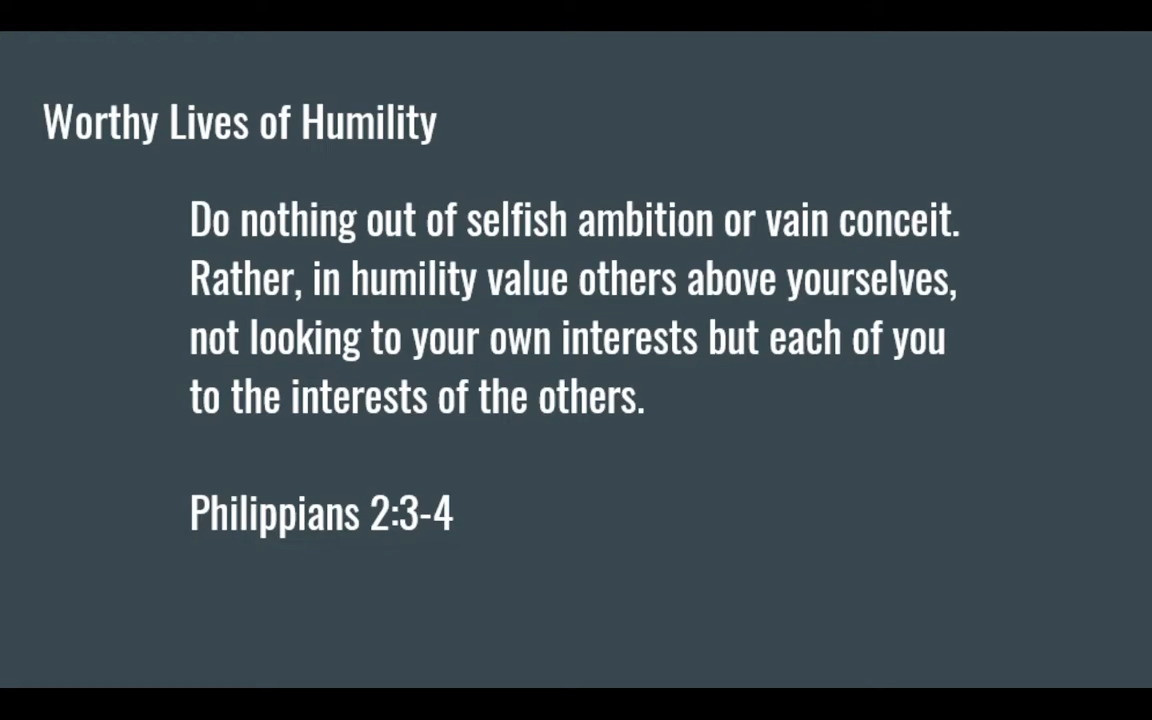 Worthy Lives of Humility
Do nothing out of selfish ambition or vain conceit.
Rather, in humility value others above yourselves,
not looking to your own interests but each of you
to the interests of the others.
Philippians 2:3-4